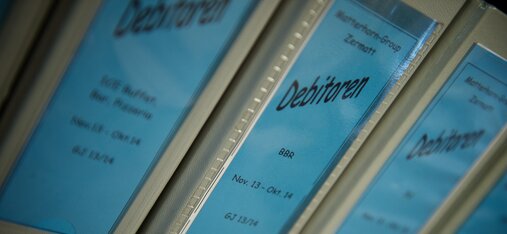 Debitoren
IGE Buffet,
Bar, Pizzeria
Nov. 13 - Okt. 14
GJ 13/14
Matterhorn-Group
Zermatt
Debitoren
BBR
Nov. 13 - Okt. 14
GJ 13/14
Matterhorn-Group
Zermatt
Debitoren